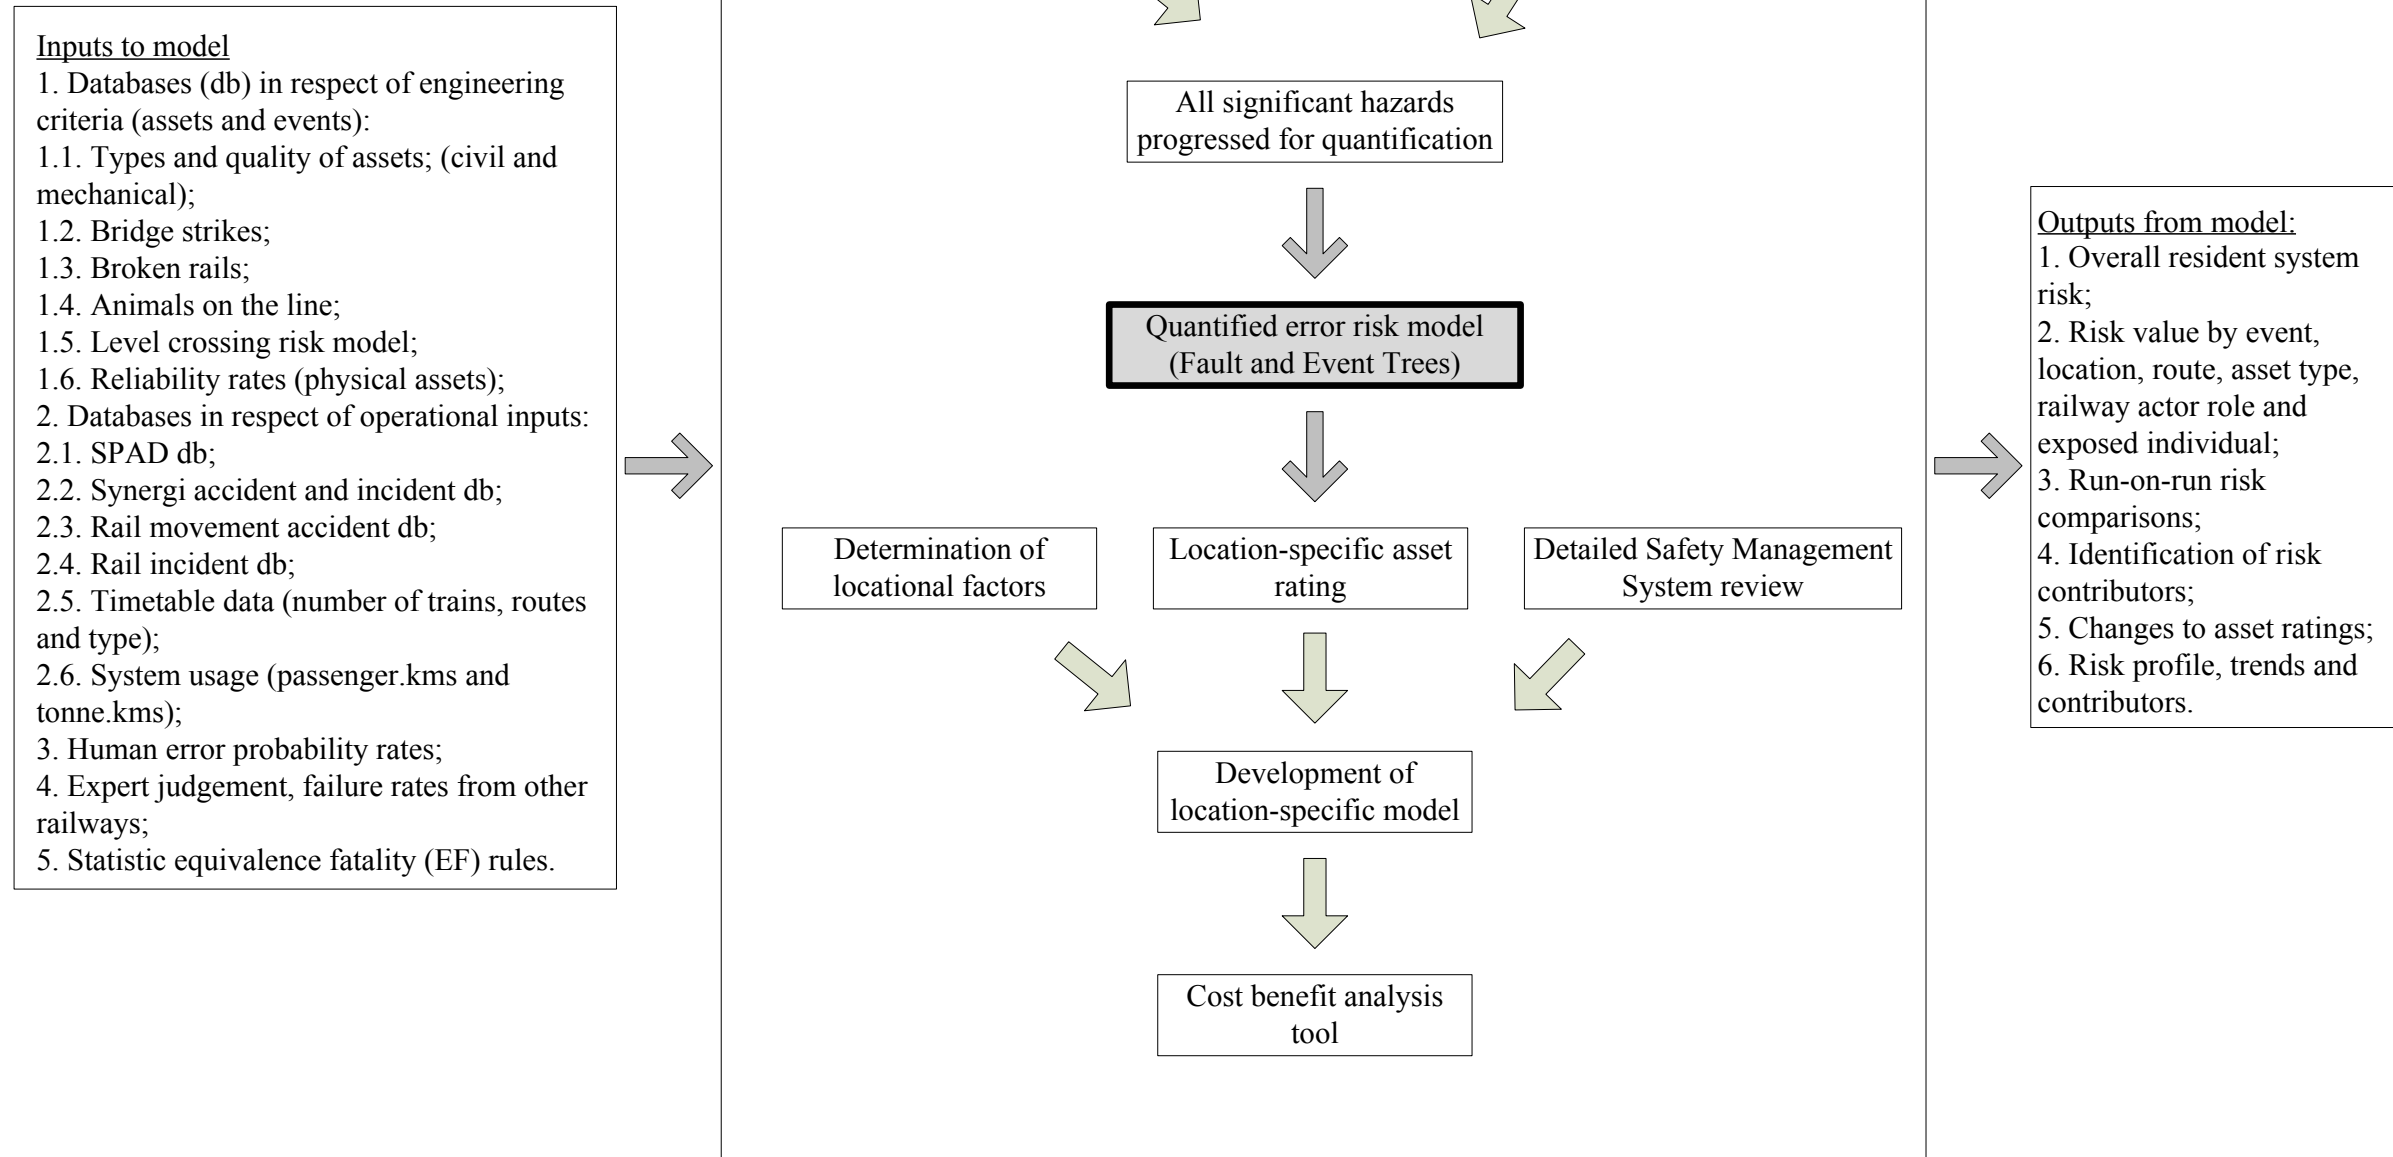 Inputs to model
1. Databases (db) in respect of engineering
criteria (assets and events):
1.1. Types and quality of assets; (civil and
mechanical);
1.2. Bridge strikes;
1.3. Broken rails;
1.4. Animals on the line;
1.5. Level crossing risk model;
1.6. Reliability rates (physical assets);
2. Databases in respect of operational inputs:
2.1. SPAD db;
2.2. Synergi accident and incident db;
2.3. Rail movement accident db;
2.4. Rail incident db;
2.5. Timetable data (number of trains, routes
and type);
2.6. System usage (passenger.kms and
tonne.kms);
3. Human error probability rates;
4. Expert judgement, failure rates from other
railways;
5. Statistic equivalence fatality (EF) rules.
All significant hazards
progressed for quantification
Quantified error risk model
(Fault and Event Trees)
Determination of
locational factors
Location-specific asset
rating
Detailed Safety Management
System review
Development of
location-specific model
Cost benefit analysis
tool
Outputs from model:
1. Overall resident system
risk;
2. Risk value by event,
location, route, asset type,
railway actor role and
exposed individual;
3. Run-on-run risk
comparisons;
4. Identification of risk
contributors;
5. Changes to asset ratings;
6. Risk profile, trends and
contributors.